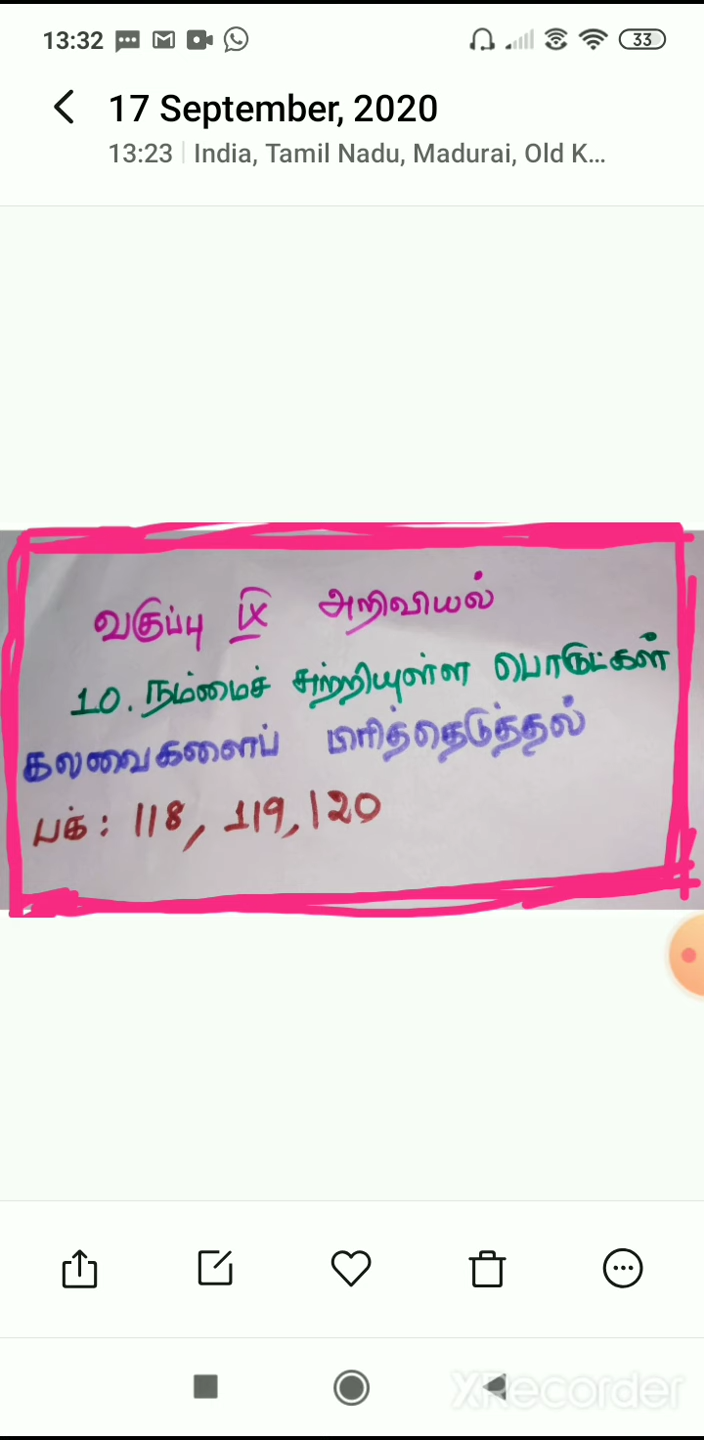 13:32
33
17 September, 2020
13:23 India, Tamil Nadu, Madurai, Old K...
வகுப்பு IX அறிவியல்
10. நம்மைச் சுற்றியுள்ள பொருட்கள்
கலவைகளைப் பிரித்தெடுத்தல்
பக்: 118, 119, 120
XRecorder